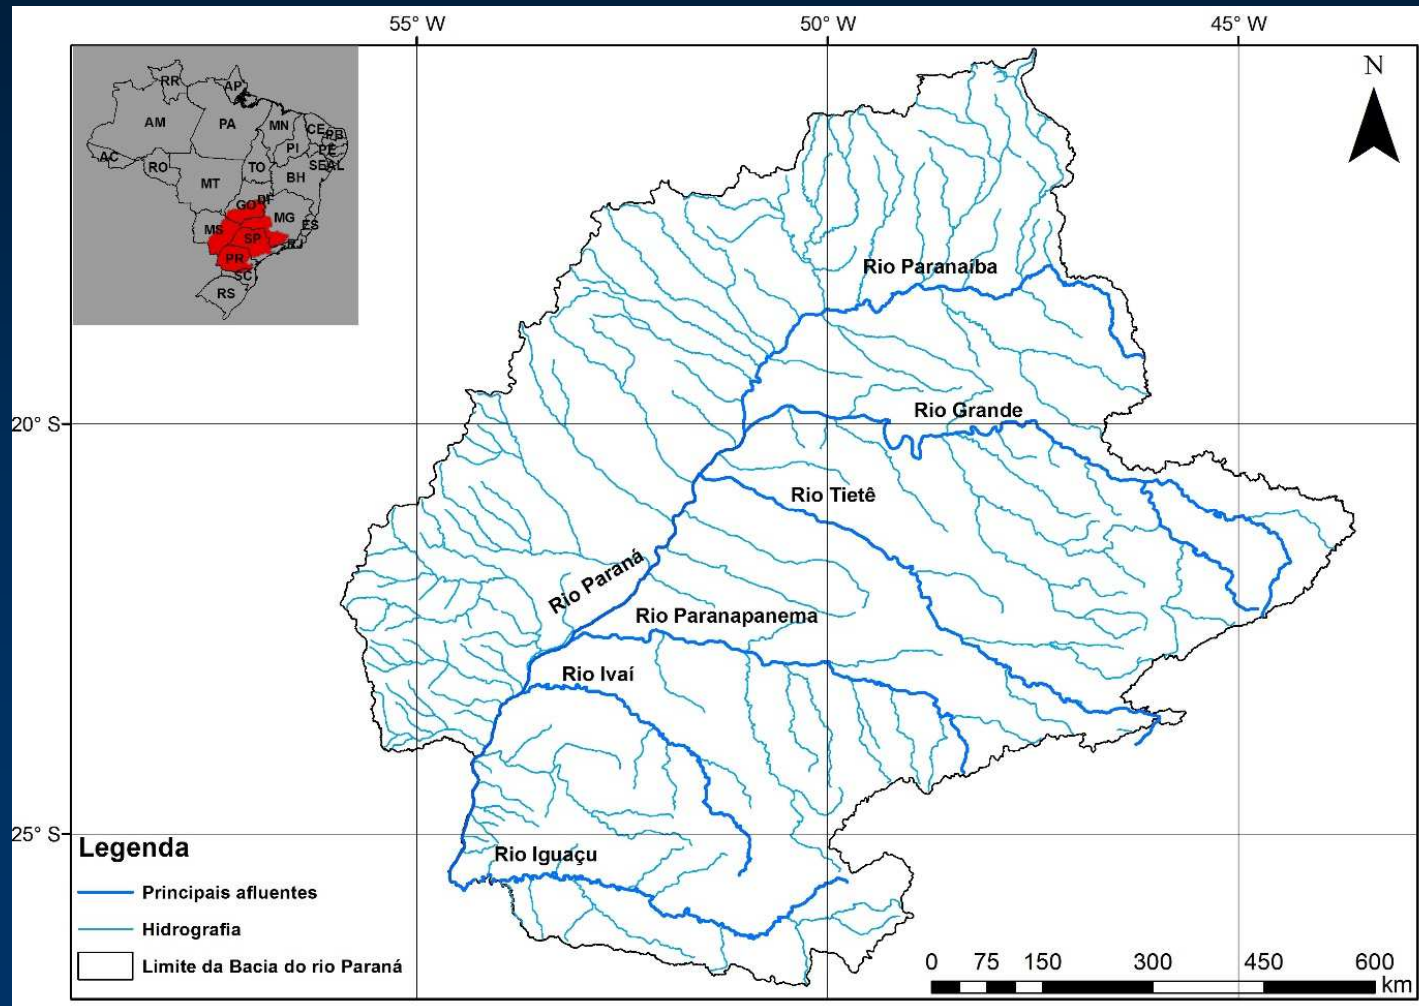 55° W
50° W
45° W
N
RR
AP
AM
PA
MN
CE
PB
PI
PE
AC
RO
TO
SE
AL
BH
MT
GO
DF
MG
ES
MS
SP
RJ
PR
SC
RS
Rio Paranaíba
20° S
Rio Grande
Rio Tietê
Rio Paraná
Rio Paranapanema
Rio Ivaí
25° S
Rio Iguaçu
Legenda
Principais afluentes
Hidrografia
Limite da Bacia do rio Paraná
0 75 150 300 450 600
km